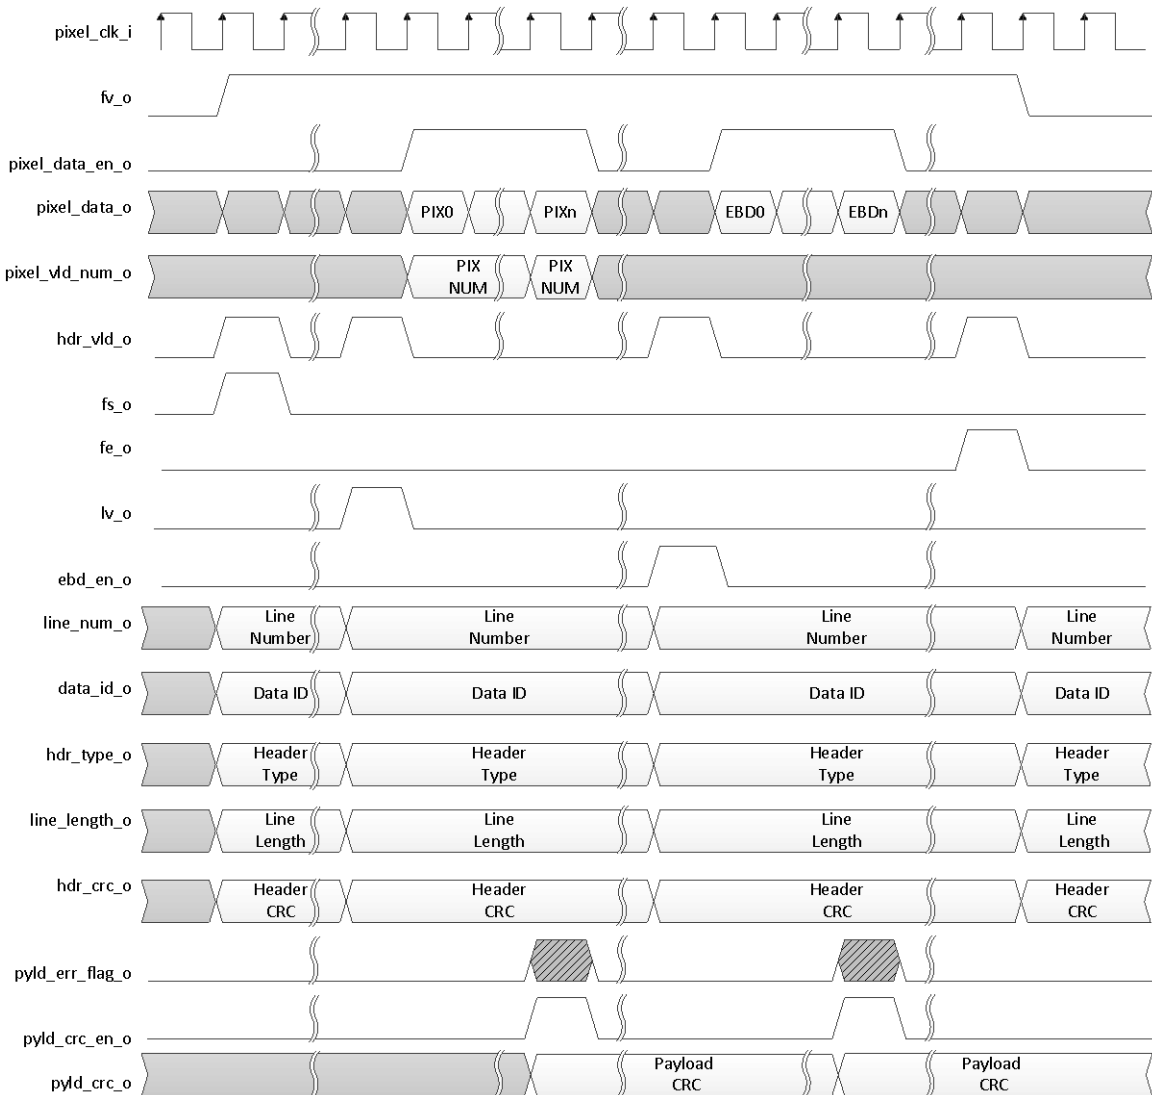 pixel_clk_i
fv_o
pixel_data_en_o
pixel_data_o
PIX0
PIXn
EBD0
EBDn
pixel_vld_num_o
PIX
NUM
PIX
NUM
hdr_vld_o
fs_o
fe_o
lv_o
ebd_en_o
line_num_o
Line
Number
Line
Number
Line
Number
Line
Number
data_id_o
Data ID
Data ID
Data ID
Data ID
hdr_type_o
Header
Type
Header
Type
Header
Type
Header
Type
line_length_o
Line
Length
Line
Length
Line
Length
Line
Length
hdr_crc_o
Header
CRC
Header
CRC
Header
CRC
Header
CRC
pyld_err_flag_o
pyld_crc_en_o
pyld_crc_o
Payload
CRC
Payload
CRC